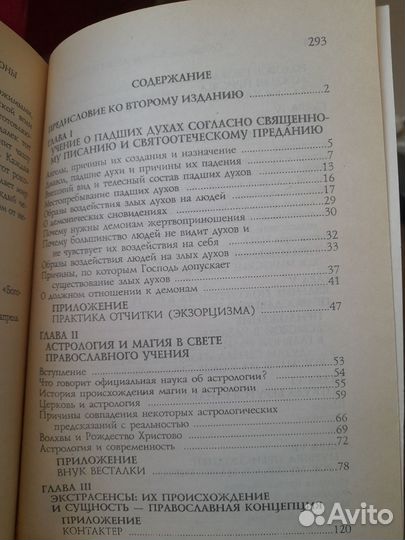 293
СОДЕРЖАНИЕ
ПРЕДИСЛОВИЕ КО ВТОРОМУ ИЗДАНИЮ 2
ГЛАВА I
УЧЕНИЕ О ПАДШИХ ДУХАХ СОГЛАСНО СВЯЩЕННО-
МУ ПИСАНИЮ И СВЯТООТЕЧЕСКОМУ ПРЕДАНИЮ
Ангелы, причины их создания и назначение 5
Дьявол, падшие духи и причины их падения 7
Внешний вид и телесный состав падших духов 13
Местопребывание падших духов 16
Образы воздействия злых духов на людей 17
О демонических сновидениях 29
Почему нужны демонам жертвоприношения 30
Почему большинство людей не видит духов и
не чувствует их воздействия на себя 32
Образы воздействия людей на злых духов 33
Причины, по которым Господь допускает
существование злых духов 37
О должном отношении к демонам 41
ПРИЛОЖЕНИЕ
ПРАКТИКА ОТЧИТКИ (ЭКЗОРЦИЗМА) 47
ГЛАВА II
АСТРОЛОГИЯ И МАГИЯ В СВЕТЕ
ПРАВОСЛАВНОГО УЧЕНИЯ
Вступление 53
Что говорит официальная наука об астрологии? 54
История происхождения магии и астрологии 55
Церковь и астрология 59
Причины совпадения некоторых астрологических
предсказаний с реальностью 66
Волхвы и Рождество Христово 69
Астрология и современность 72
ПРИЛОЖЕНИЕ
ВНУК ВЕСТАЛКИ 78
ГЛАВА III
ЭКСТРАСЕНСЫ: ИХ ПРОИСХОЖДЕНИЕ
И СУЩНОСТЬ — ПРАВОСЛАВНАЯ КОНЦЕПЦИЯ
ПРИЛОЖЕНИЕ
КОНТАКТЕР 120
Avito